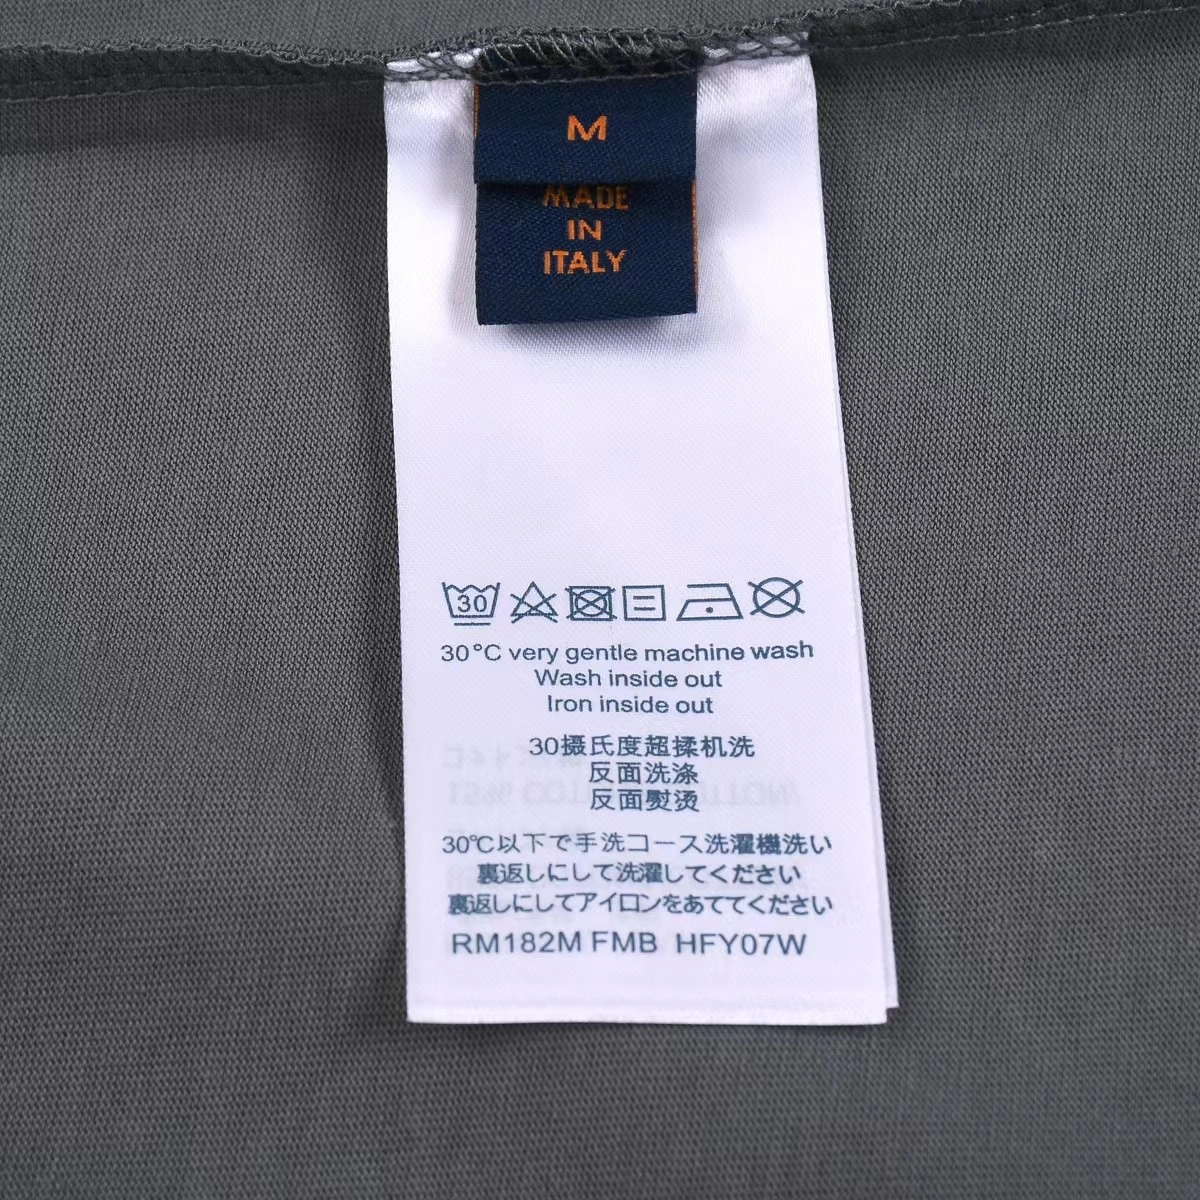 M
MADE
IN
ITALY
30
30°C very gentle machine wash
Wash inside out
Iron inside out
30摄氏度超揉机洗
反面洗涤
反面熨烫
30℃以下で手洗コース洗濯機洗い
裏返しにして洗濯してください
裏返しにしてアイロンをあててください
RM182M FMB HFY07W